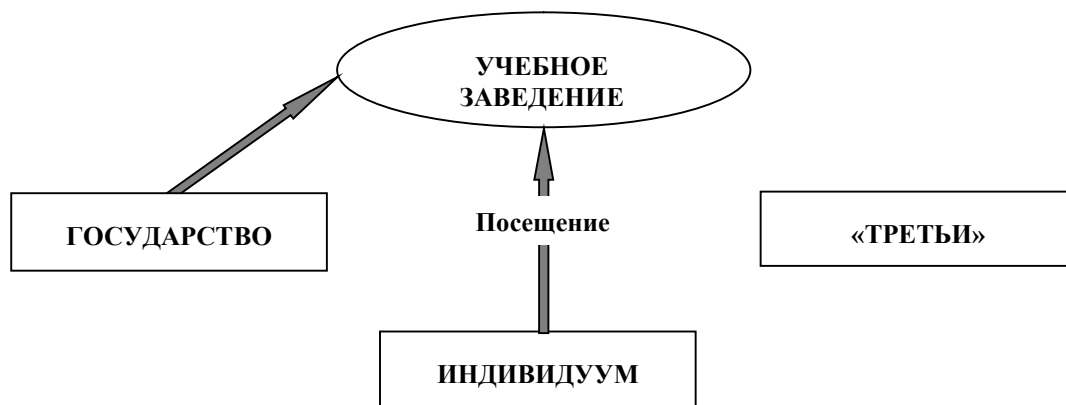 УЧЕБНОЕ
ЗАВЕДЕНИЕ
ГОСУДАРСТВО
Посещение
«ТРЕТЬИ»
ИНДИВИДУУМ